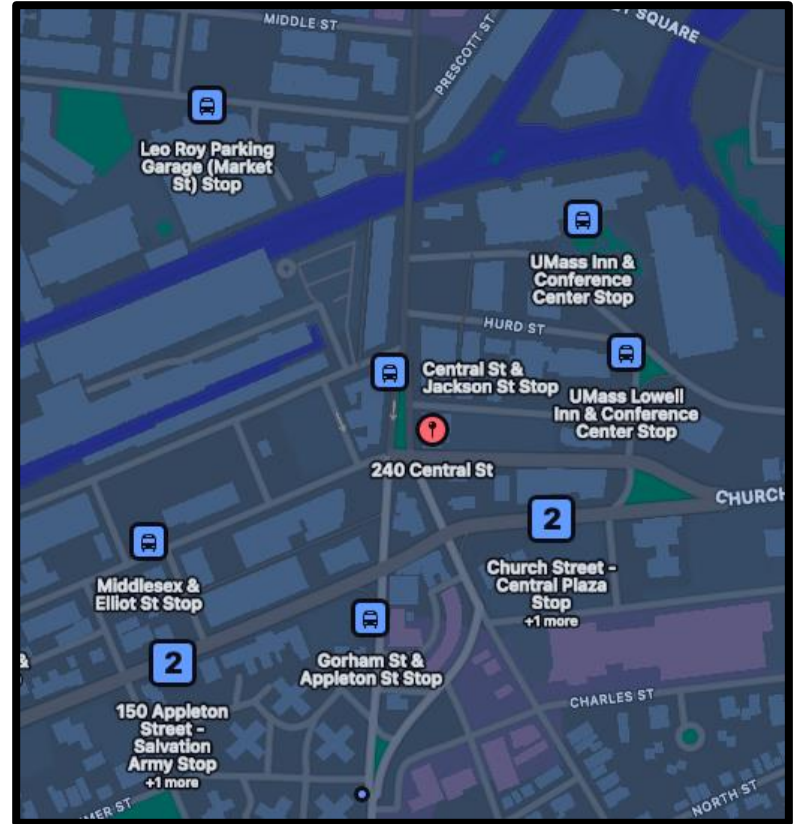 MIDDLE ST
PRESCOTT ST
SQUARE
Leo Roy Parking
Garage (Market
St) Stop
UMass Inn &
Conference
Center Stop
HURD ST
Central St &
Jackson St Stop
UMass Lowell
Inn & Conference
Center Stop
240 Central St
2
CHURCH
Church Street -
Central Plaza
Stop
+1 more
Middlesex &
Elliot St Stop
&
2
Gorham St &
Appleton St Stop
150 Appleton
Street -
Salvation
Army Stop
+1 more
CHARLES ST
NORTH ST
MER ST